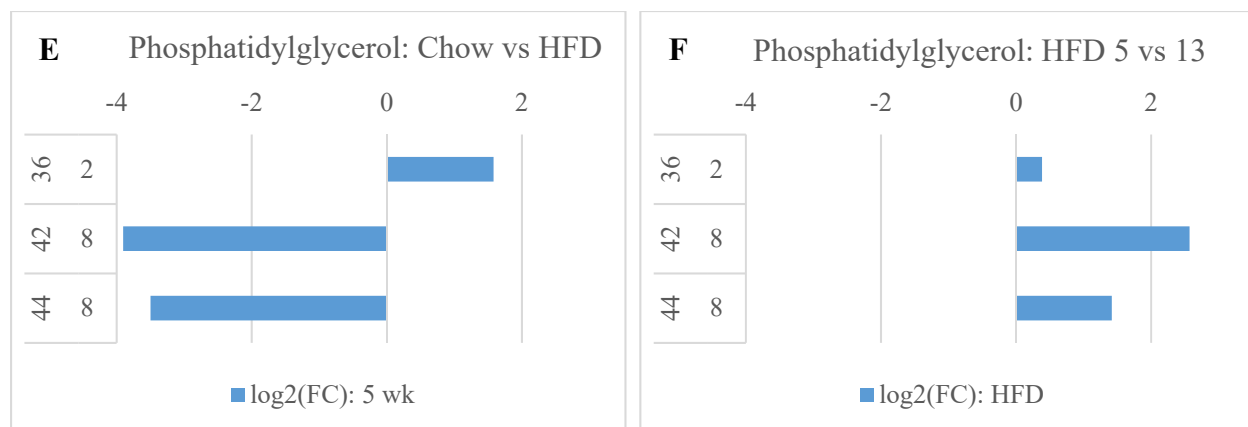 E Phosphatidylglycerol: Chow vs HFD
-4 -2 0 2
36 2
42 8
44 8
log2(FC): 5 wk
F Phosphatidylglycerol: HFD 5 vs 13
-4 -2 0 2
36 2
42 8
44 8
log2(FC): HFD